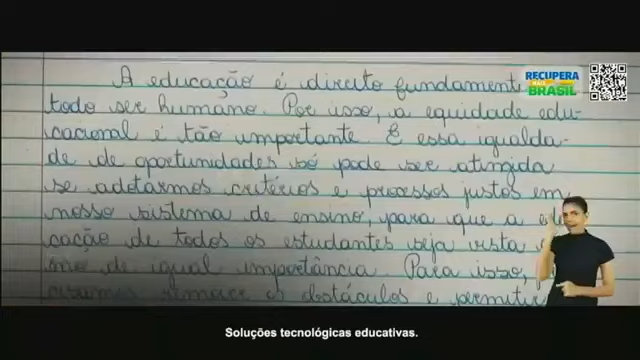 A educação é direito fundament
todo ser humano. Por isso, a equidade edu-
cacional é tão importante E essa igualda-
de de oportunidades só pode ser atingida
se adotarmos critérios e processos justos em
nosso sistema de ensino, para que a edu
cação de todos os estudantes seja vista
de igual importância. Para isso,
remover os obstáculos e permitir
RECUPERA
MAIS
BRASIL
Soluções tecnológicas educativas.